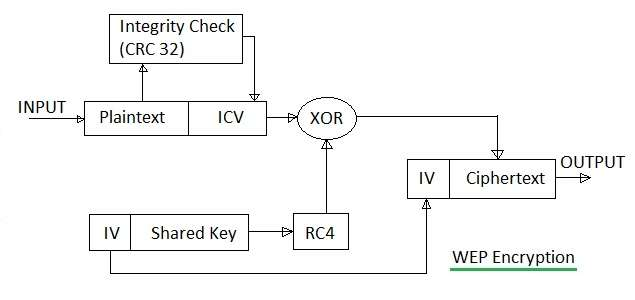 Integrity Check
(CRC 32)
INPUT
Plaintext
ICV
XOR
OUTPUT
IV
Ciphertext
IV
Shared Key
RC4
WEP Encryption